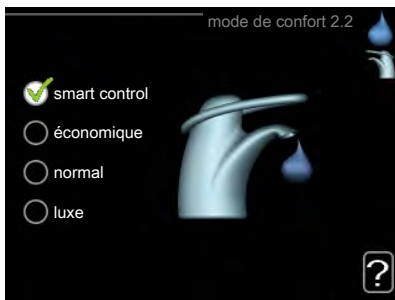 mode de confort 2.2
smart control
économique
normal
luxe
?